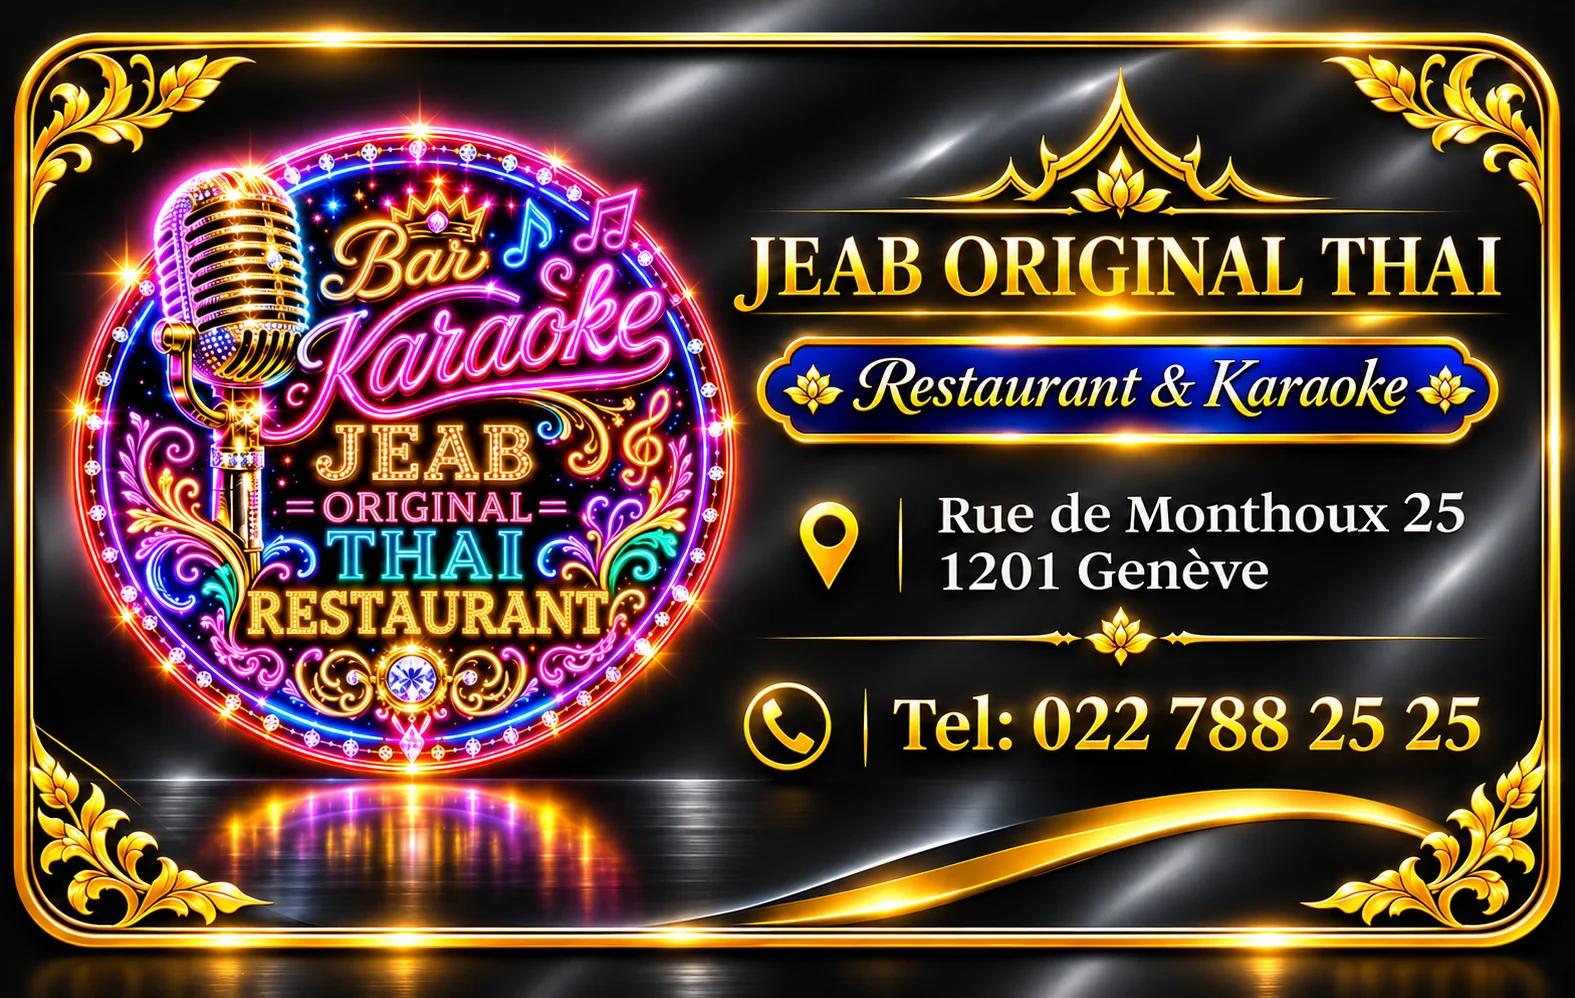 Bar
Karaoke
JEAB
ORIGINAL
THAI
RESTAURANT
JEAB ORIGINAL THAI
Restaurant & Karaoke
Rue de Monthoux 25
1201 Genève
Tel: 022 788 25 25